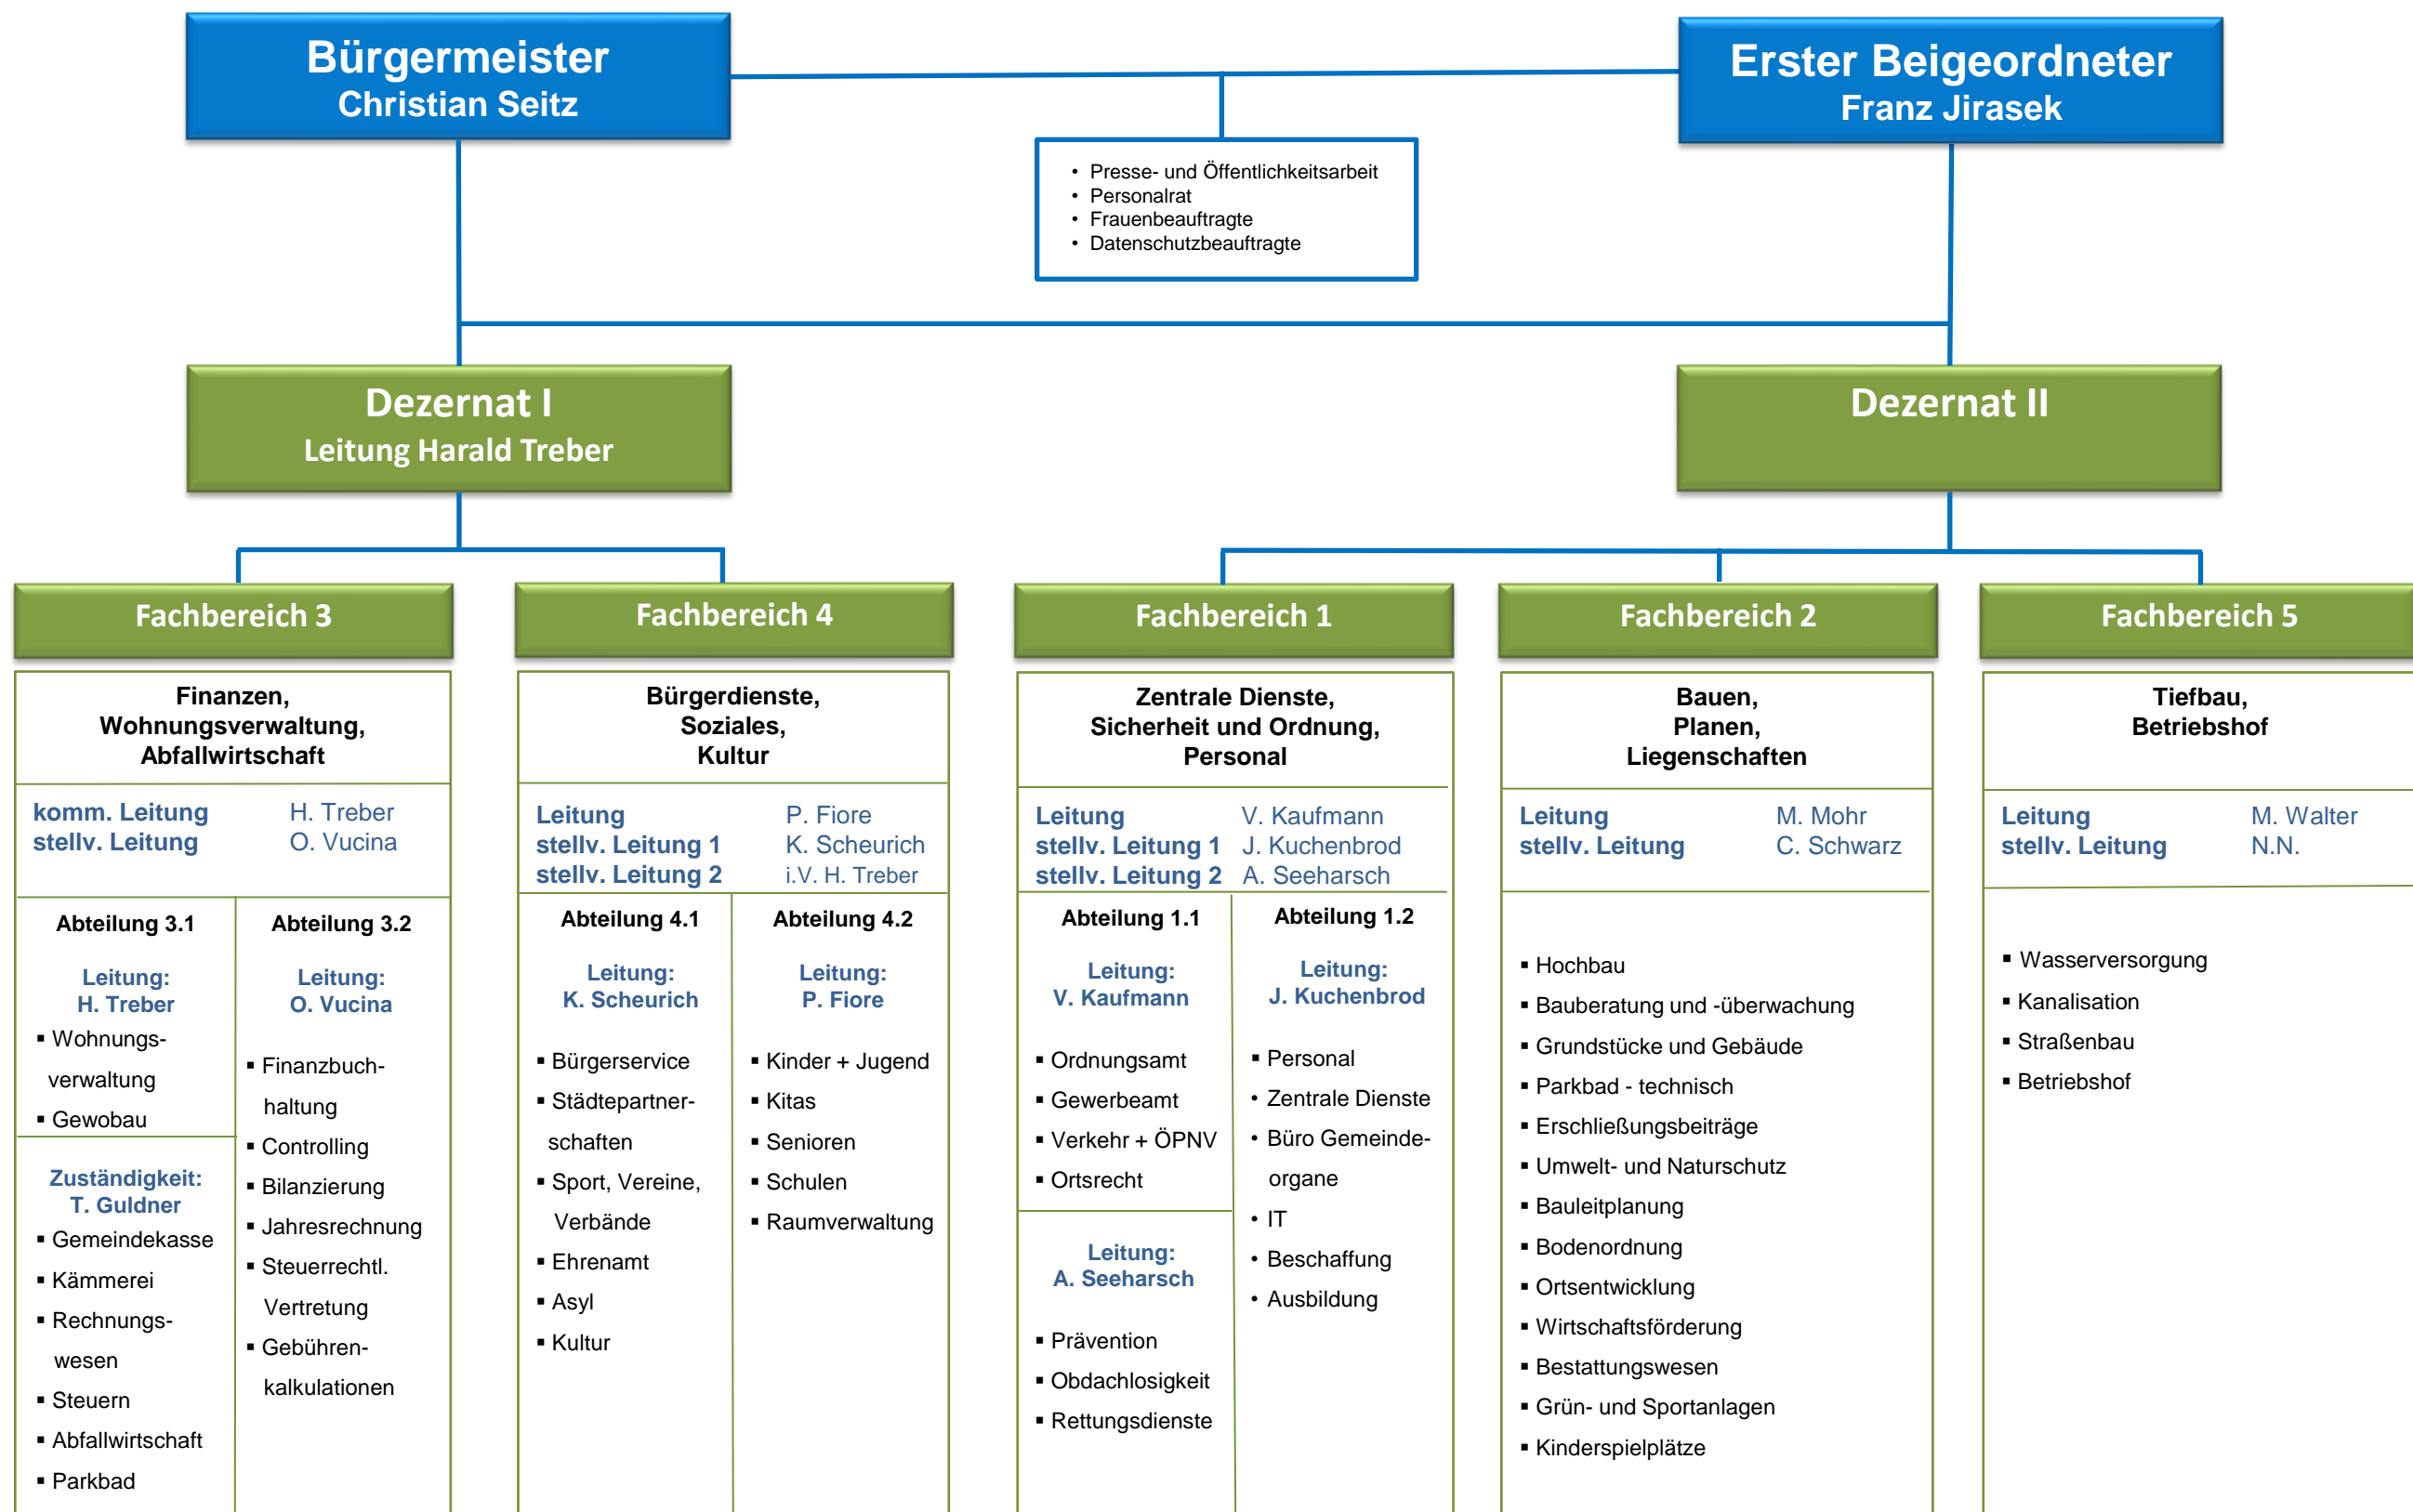 Bürgermeister
Christian Seitz
Erster Beigeordneter
Franz Jirasek
• Presse- und Öffentlichkeitsarbeit
• Personalrat
• Frauenbeauftragte
• Datenschutzbeauftragte
Dezernat I
Leitung Harald Treber
Dezernat II
Fachbereich 3
Finanzen,
Wohnungsverwaltung,
Abfallwirtschaft
komm. Leitung H. Treber
stellv. Leitung O. Vucina
Abteilung 3.1
Leitung:
H. Treber
▪ Wohnungs-
verwaltung
▪ Gewobau
Zuständigkeit:
T. Guldner
▪ Gemeindekasse
▪ Kämmerei
▪ Rechnungs-
wesen
▪ Steuern
▪ Abfallwirtschaft
▪ Parkbad
Abteilung 3.2
Leitung:
O. Vucina
▪ Finanzbuch-
haltung
▪ Controlling
▪ Bilanzierung
▪ Jahresrechnung
▪ Steuerrechtl.
Vertretung
▪ Gebühren-
kalkulationen
Fachbereich 4
Bürgerdienste,
Soziales,
Kultur
Leitung P. Fiore
stellv. Leitung 1 K. Scheurich
stellv. Leitung 2 i.V. H. Treber
Abteilung 4.1
Leitung:
K. Scheurich
▪ Bürgerservice
▪ Städtepartner-
schaften
▪ Sport, Vereine,
Verbände
▪ Ehrenamt
▪ Asyl
▪ Kultur
Abteilung 4.2
Leitung:
P. Fiore
▪ Kinder + Jugend
▪ Kitas
▪ Senioren
▪ Schulen
▪ Raumverwaltung
Fachbereich 1
Zentrale Dienste,
Sicherheit und Ordnung,
Personal
Leitung V. Kaufmann
stellv. Leitung 1 J. Kuchenbrod
stellv. Leitung 2 A. Seeharsch
Abteilung 1.1
Leitung:
V. Kaufmann
▪ Ordnungsamt
▪ Gewerbeamt
▪ Verkehr + ÖPNV
▪ Ortsrecht
Leitung:
A. Seeharsch
▪ Prävention
▪ Obdachlosigkeit
▪ Rettungsdienste
Abteilung 1.2
Leitung:
J. Kuchenbrod
▪ Personal
• Zentrale Dienste
• Büro Gemeinde-
organe
• IT
• Beschaffung
• Ausbildung
Fachbereich 2
Bauen,
Planen,
Liegenschaften
Leitung M. Mohr
stellv. Leitung C. Schwarz
▪ Hochbau
▪ Bauberatung und -überwachung
▪ Grundstücke und Gebäude
▪ Parkbad - technisch
▪ Erschließungsbeiträge
▪ Umwelt- und Naturschutz
▪ Bauleitplanung
▪ Bodenordnung
▪ Ortsentwicklung
▪ Wirtschaftsförderung
▪ Bestattungswesen
▪ Grün- und Sportanlagen
▪ Kinderspielplätze
Fachbereich 5
Tiefbau,
Betriebshof
Leitung M. Walter
stellv. Leitung N.N.
▪ Wasserversorgung
▪ Kanalisation
▪ Straßenbau
▪ Betriebshof